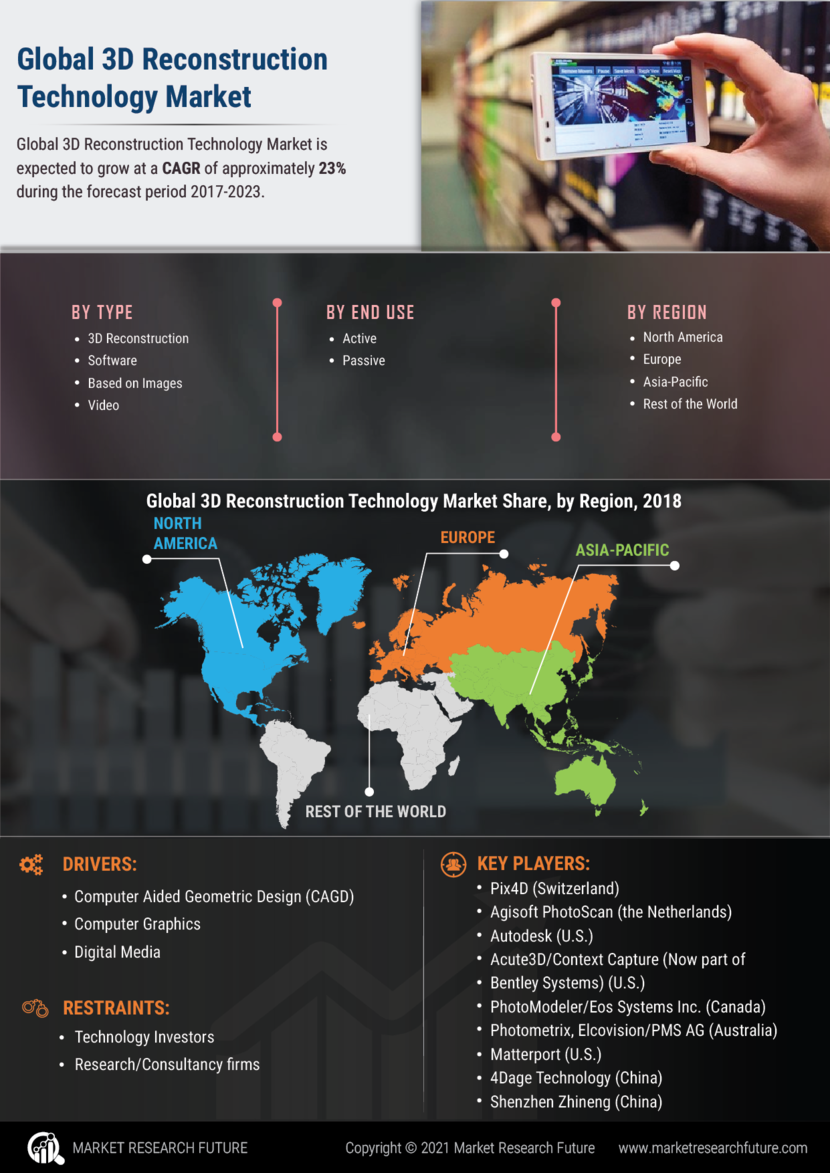 Global 3D Reconstruction
Technology Market
Global 3D Reconstruction Technology Market is
expected to grow at a CAGR of approximately 23%
during the forecast period 2017-2023.
BY TYPE
• 3D Reconstruction
• Software
• Based on Images
• Video
BY END USE
• Active
• Passive
BY REGION
• North America
• Europe
• Asia-Pacific
• Rest of the World
Global 3D Reconstruction Technology Market Share, by Region, 2018
NORTH
AMERICA
EUROPE
ASIA-PACIFIC
REST OF THE WORLD
DRIVERS:
• Computer Aided Geometric Design (CAGD)
• Computer Graphics
• Digital Media
RESTRAINTS:
• Technology Investors
• Research/Consultancy firms
KEY PLAYERS:
• Pix4D (Switzerland)
• Agisoft PhotoScan (the Netherlands)
• Autodesk (U.S.)
• Acute3D/Context Capture (Now part of
• Bentley Systems) (U.S.)
• PhotoModeler/Eos Systems Inc. (Canada)
• Photometrix, Elcovision/PMS AG (Australia)
• Matterport (U.S.)
• 4Dage Technology (China)
• Shenzhen Zhineng (China)
MARKET RESEARCH FUTURE
Copyright © 2021 Market Research Future
www.marketresearchfuture.com